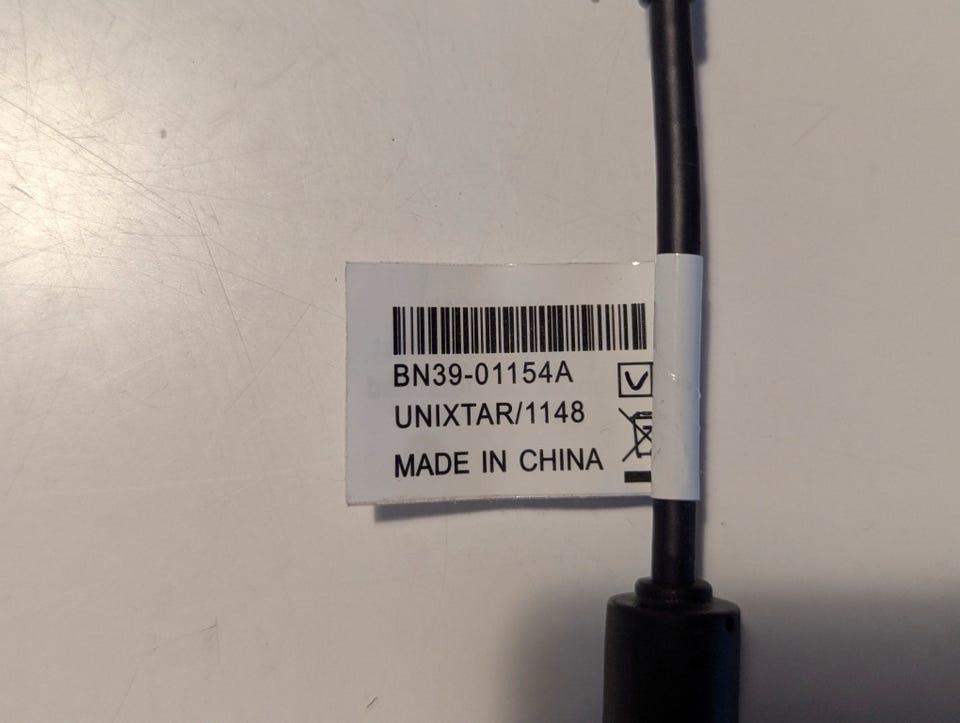 BN39-01154A
UNIXTAR/1148
MADE IN CHINA